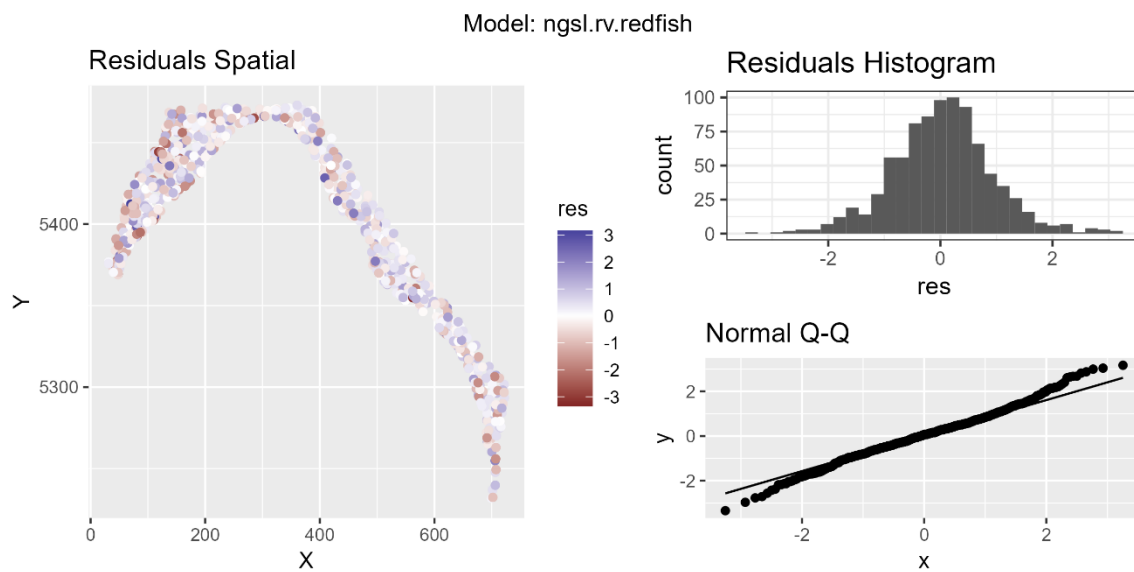 Model: ngsl.rv.redfish
Residuals Spatial
5400
5300
Y
0
200
400
600
X
res
3
2
1
0
-1
-2
-3
Residuals Histogram
100
75
50
25
0
count
-2
0
2
res
Normal Q-Q
2
0
-2
y
-2
0
2
x